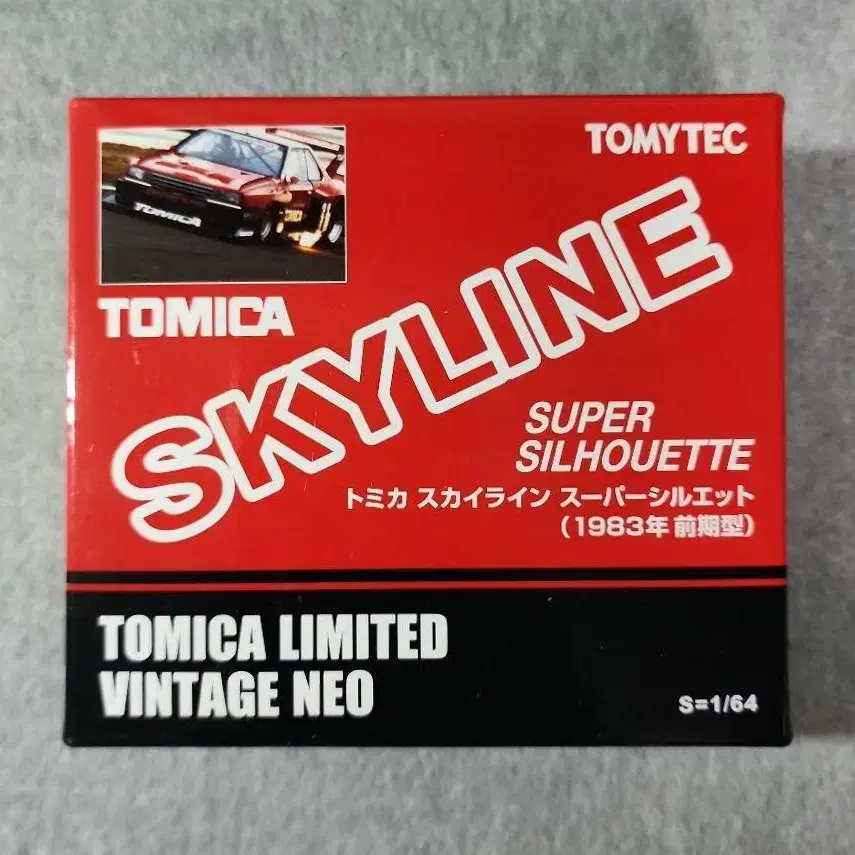 TOMYTEC
TOMICA
TOMICA
TOMICA
SKYLINE
SUPER
SILHOUETTE
トミカ スカイライン スーパーシルエット
(1983年 前期型)
TOMICA LIMITED
VINTAGE NEO
S=1/64